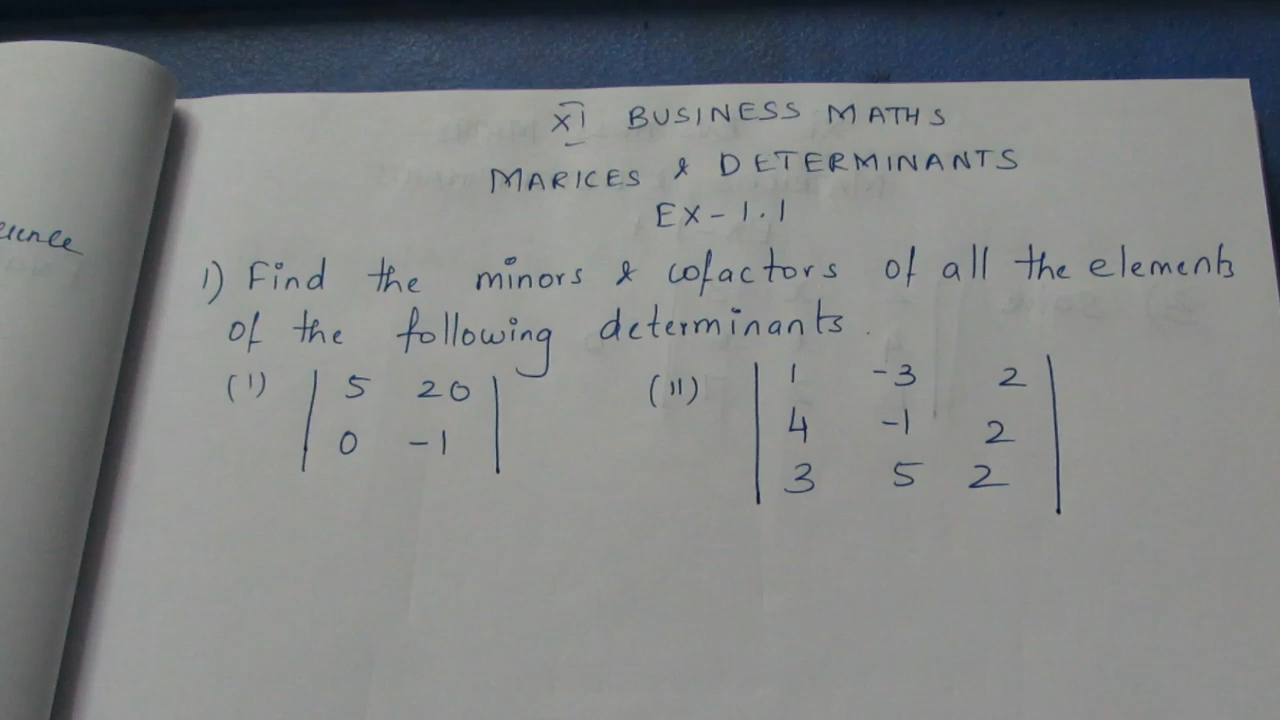 XI BUSINESS MATHS
MARICES & DETERMINANTS
EX-1.1
1) Find the minors & cofactors of all the elements
of the following determinants.
(i) | 5 20 | (ii) | 1 -3 2 |
| 0 -1 | | 4 -1 2 |
| 3 5 2 |